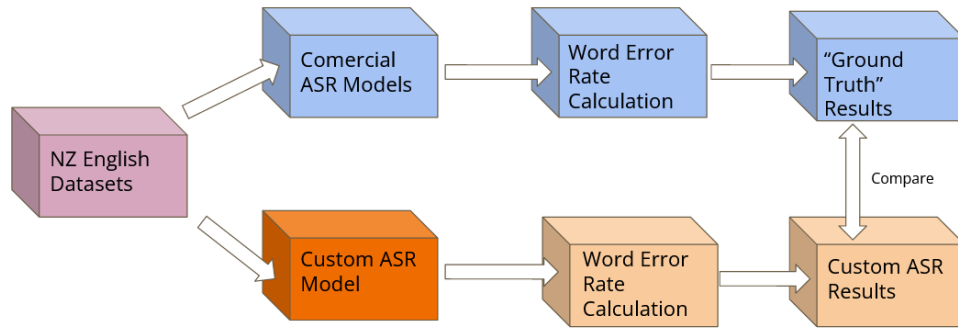 Comercial
ASR Models
Word Error
Rate
Calculation
“Ground
Truth”
Results
NZ English
Datasets
Compare
Custom ASR
Model
Word Error
Rate
Calculation
Custom ASR
Results